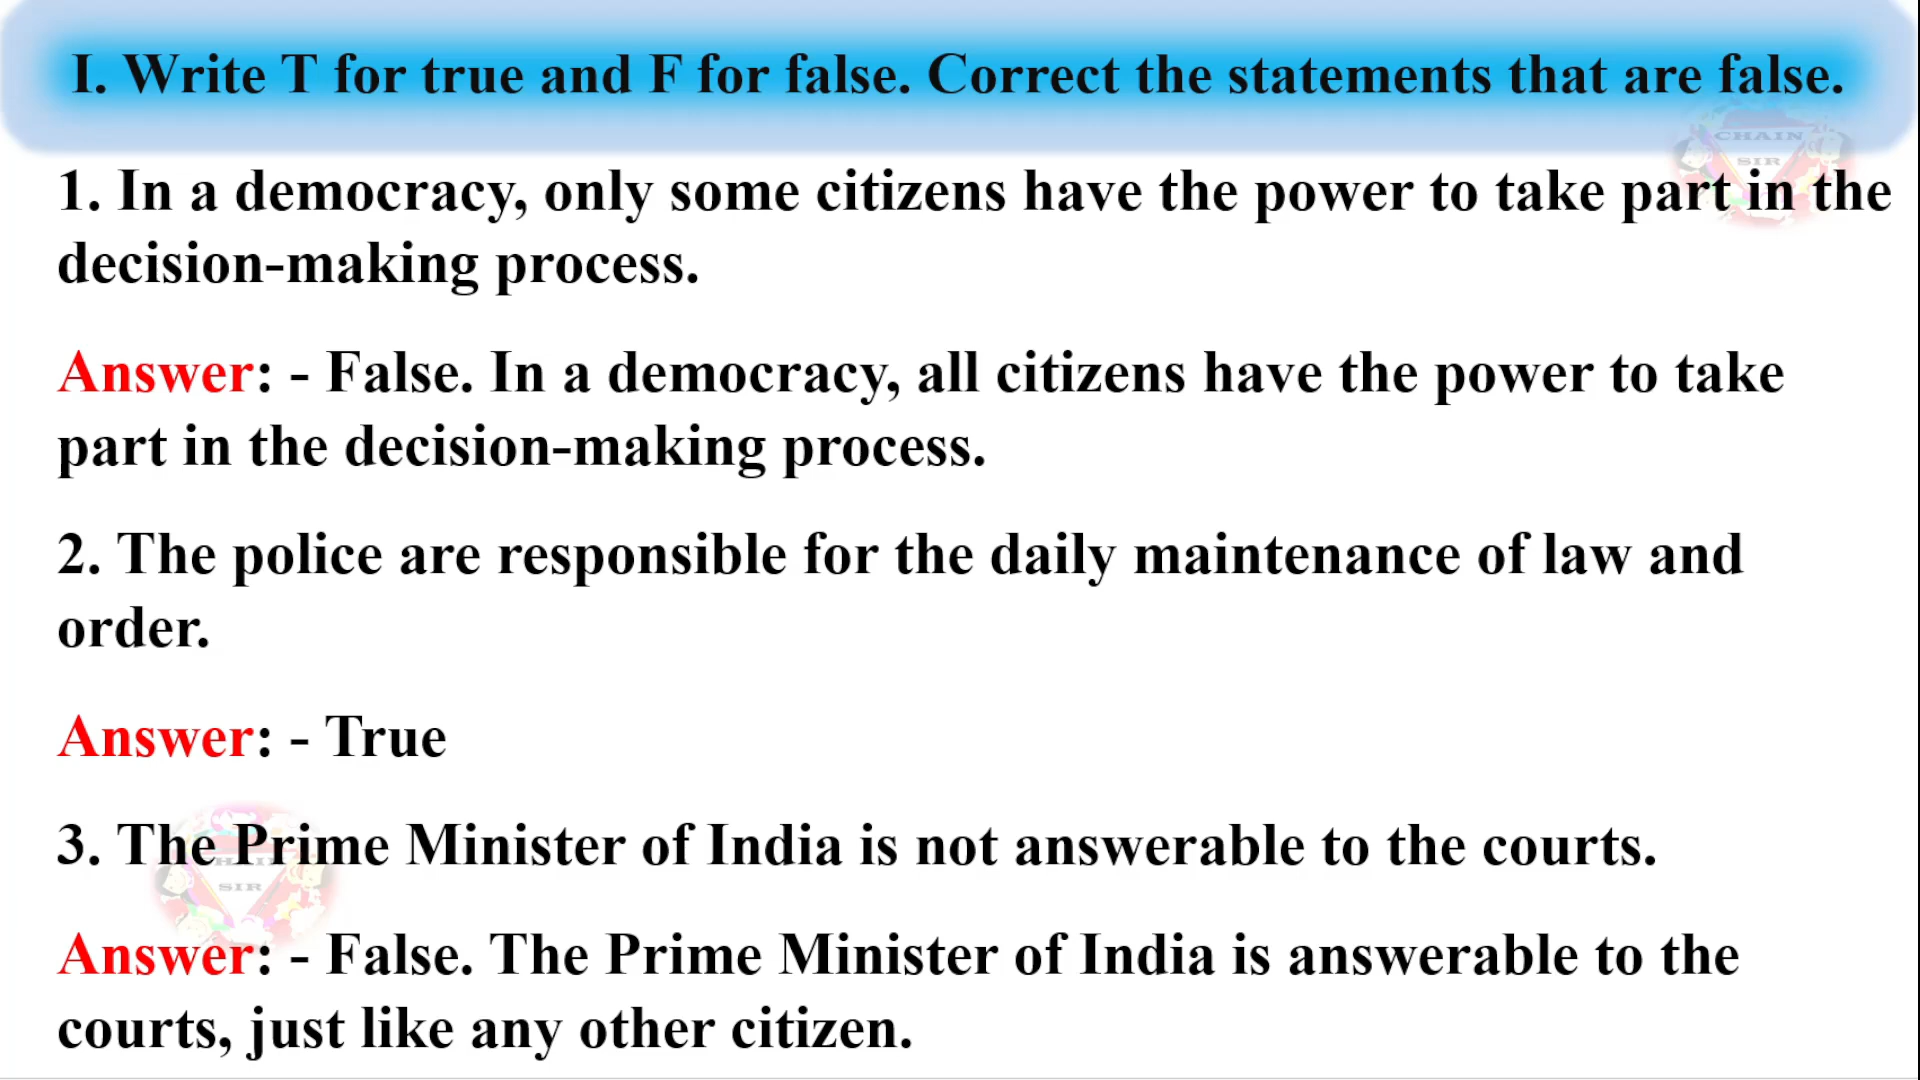 I. Write T for true and F for false. Correct the statements that are false.
CHAIN
SIR
1. In a democracy, only some citizens have the power to take part in the
decision-making process.
Answer: - False. In a democracy, all citizens have the power to take
part in the decision-making process.
2. The police are responsible for the daily maintenance of law and
order.
Answer: - True
3. The Prime Minister of India is not answerable to the courts.
CHAIN
SIR
Answer: - False. The Prime Minister of India is answerable to the
courts, just like any other citizen.